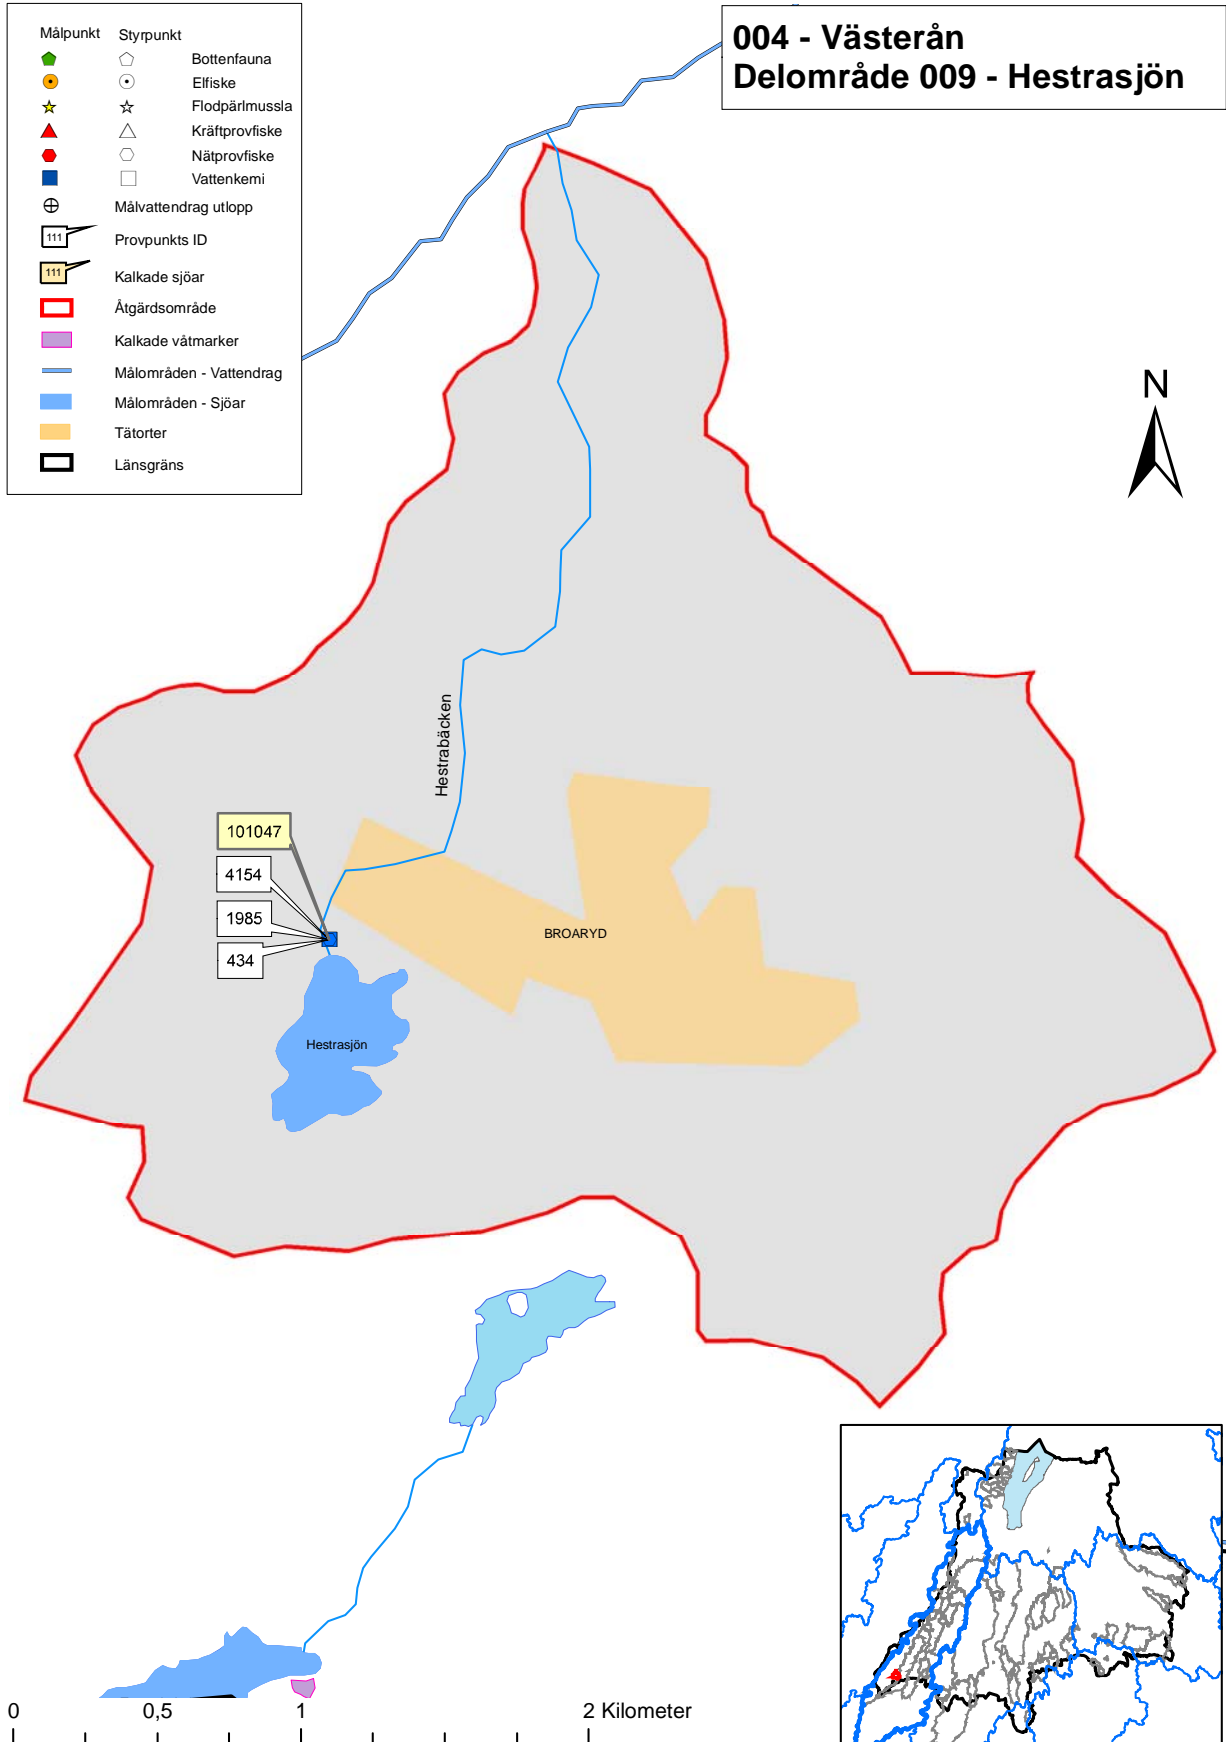 004 - Västerån
Delområde 009 - Hestrasjön
Målpunkt Styrpunkt
Bottenfauna
Elfiske
Flodpärlmussla
Kräftprovfiske
Nätprovfiske
Vattenkemi
Målvattendrag utlopp
111 Provpunkts ID
111 Kalkade sjöar
Åtgärdsområde
Kalkade våtmarker
Målområden - Vattendrag
Målområden - Sjöar
Tätorter
Länsgräns
N
Hestrabäcken
101047
4154
1985
434
BROARYD
Hestrasjön
0 0,5 1 2 Kilometer